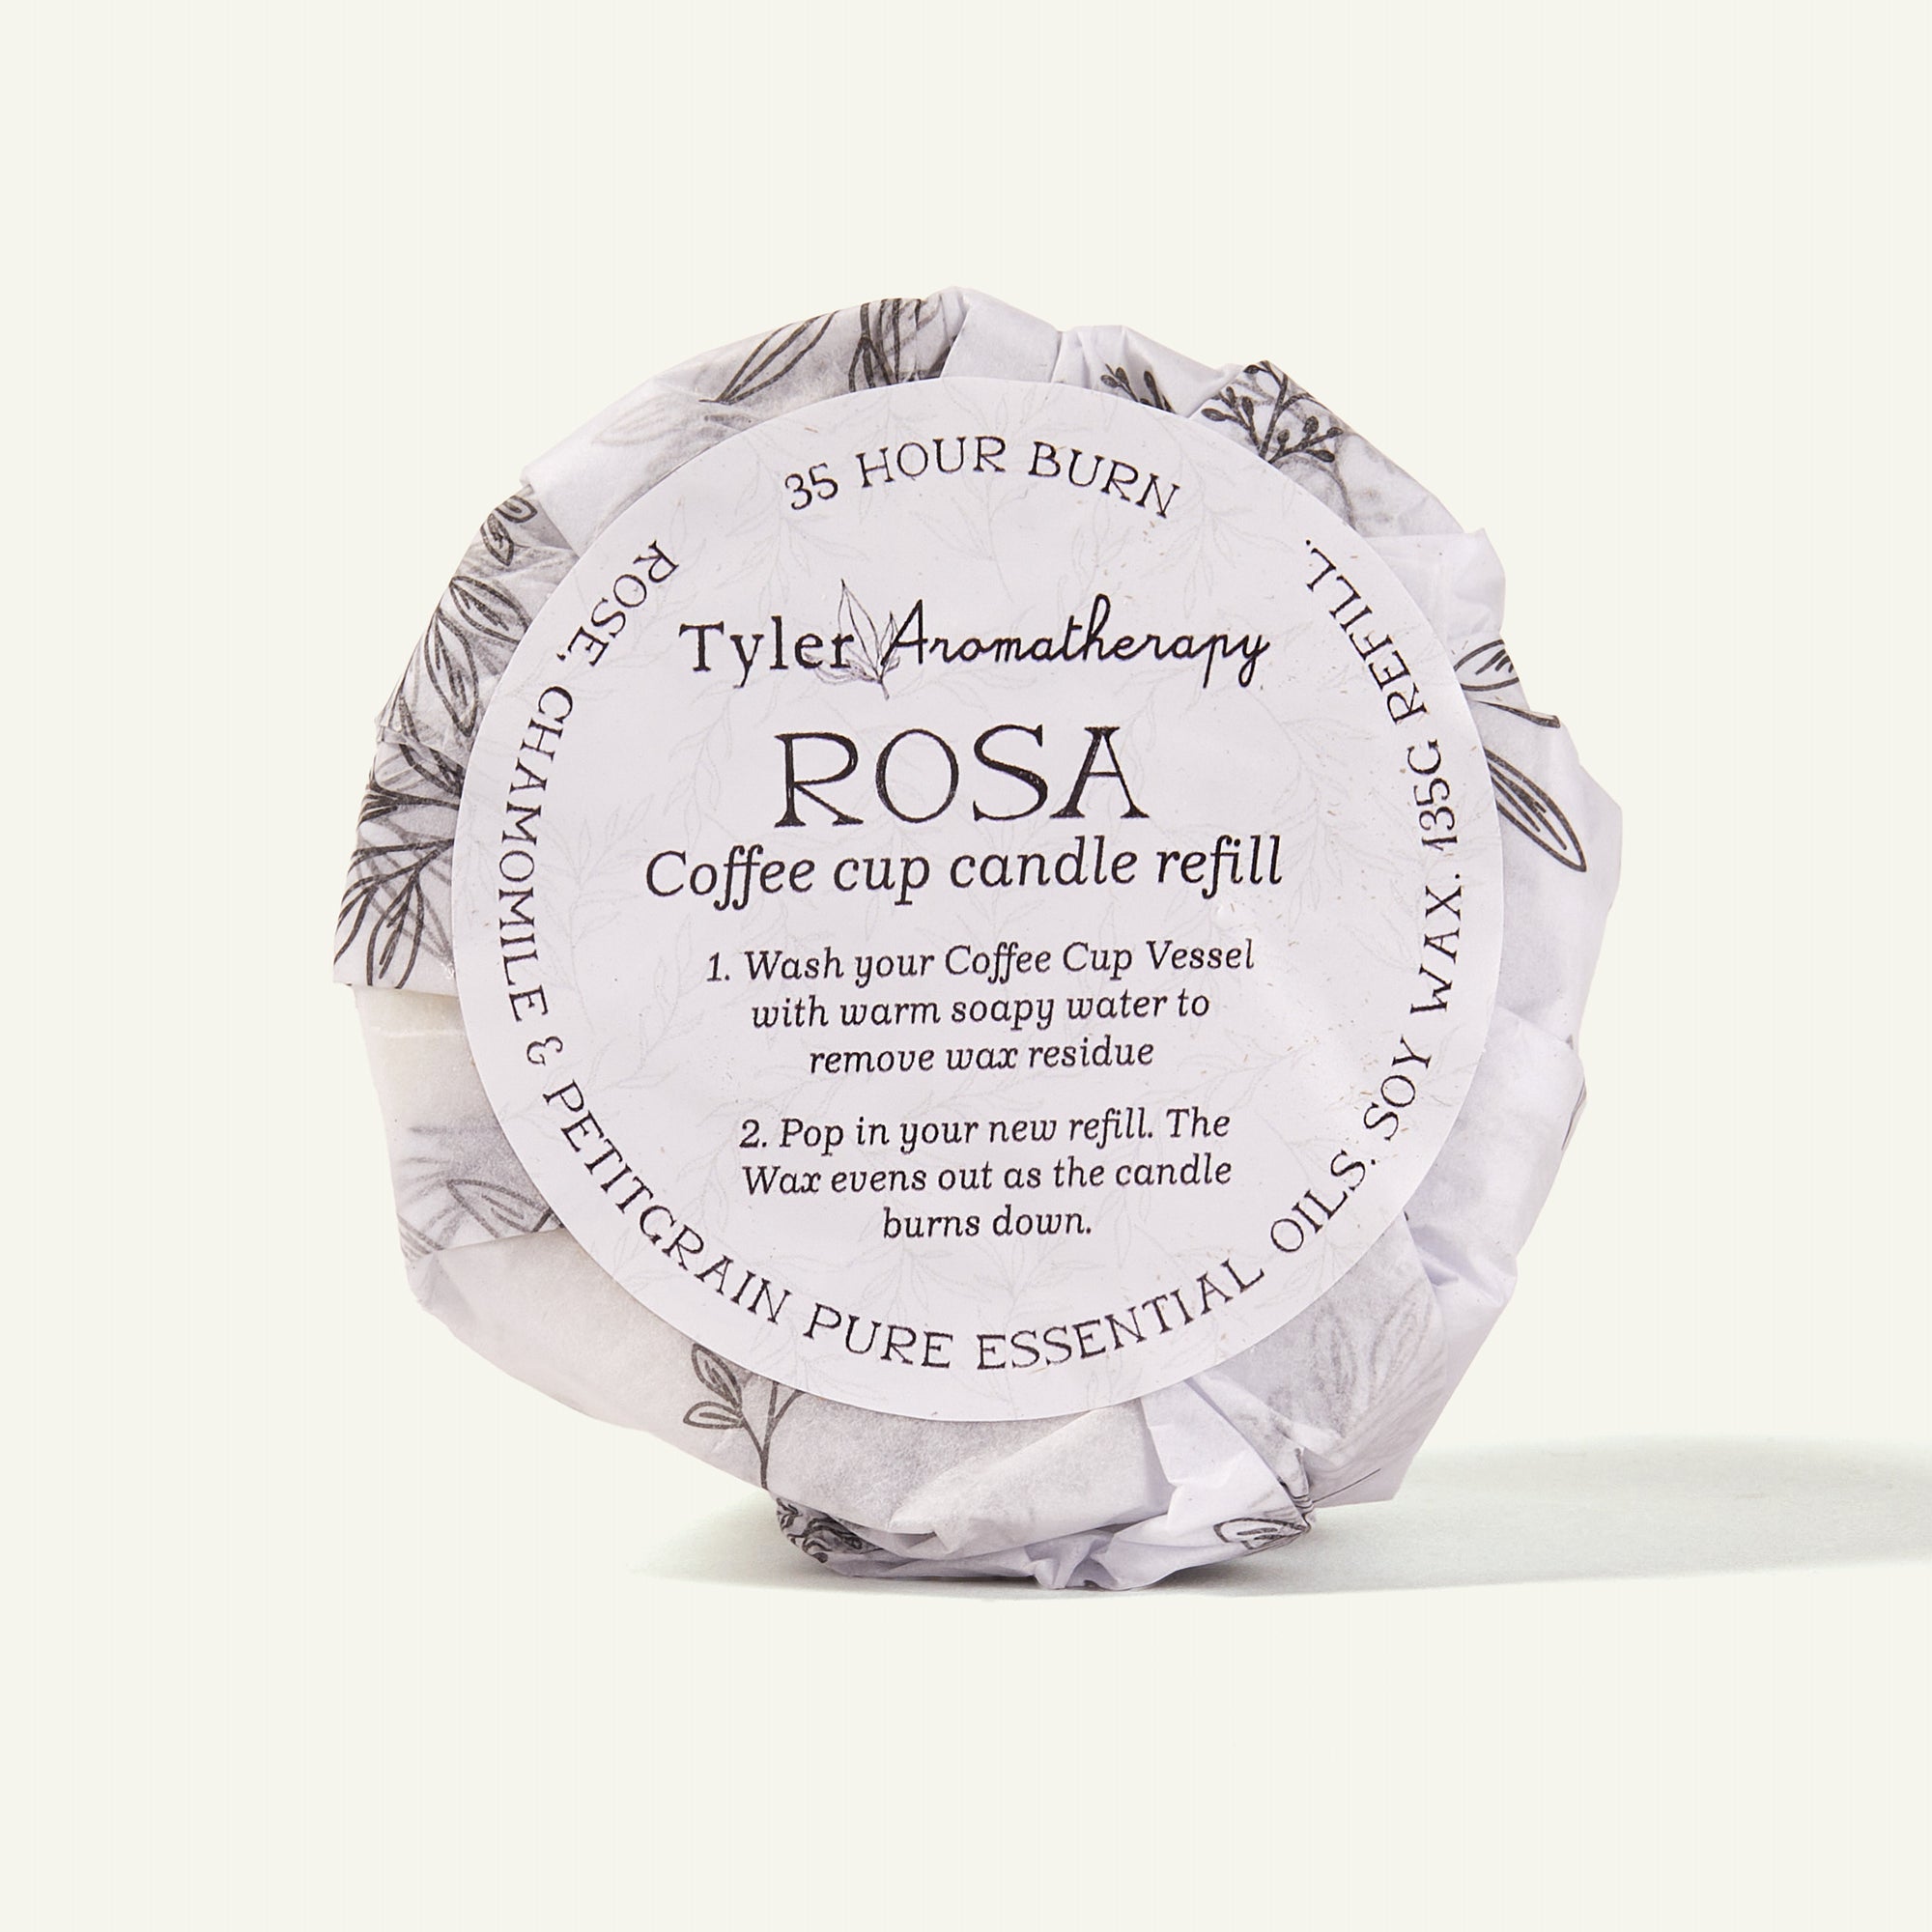 35 HOUR BURN
Tyler Aromatherapy
ROSA
Coffee cup candle refill
1. Wash your Coffee Cup Vessel
with warm soapy water to
remove wax residue
2. Pop in your new refill. The
Wax evens out as the candle
burns down.
ROSE, CHAMOMILE & PETITGRAIN PURE ESSENTIAL OILS. SOY WAX. 135G REFILL.